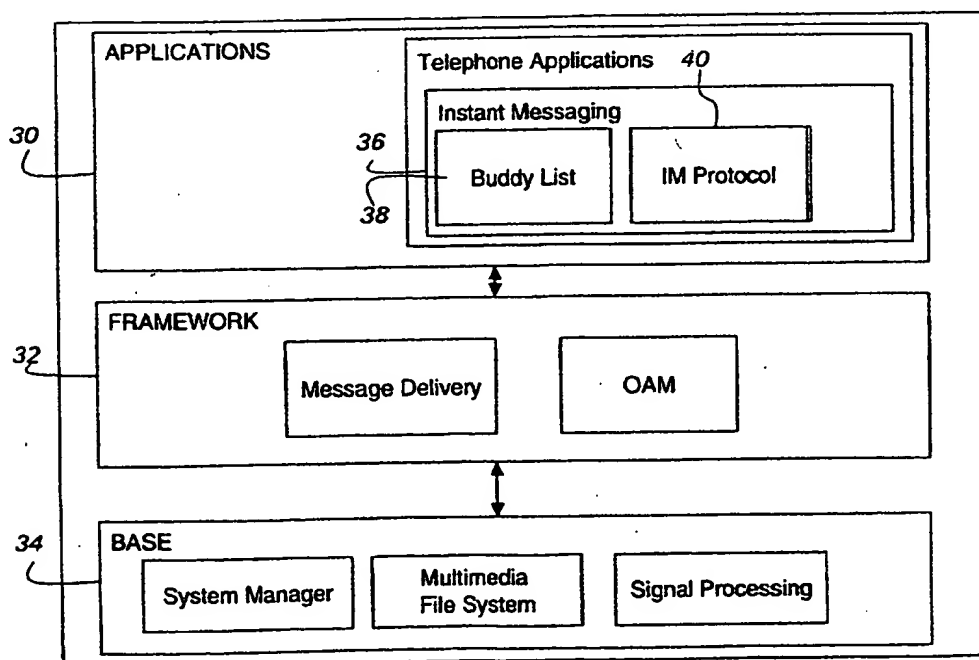 APPLICATIONS
Telephone Applications
40
Instant Messaging
30
36
38
Buddy List
IM Protocol
FRAMEWORK
32
Message Delivery
OAM
34
BASE
System Manager
Multimedia
File System
Signal Processing